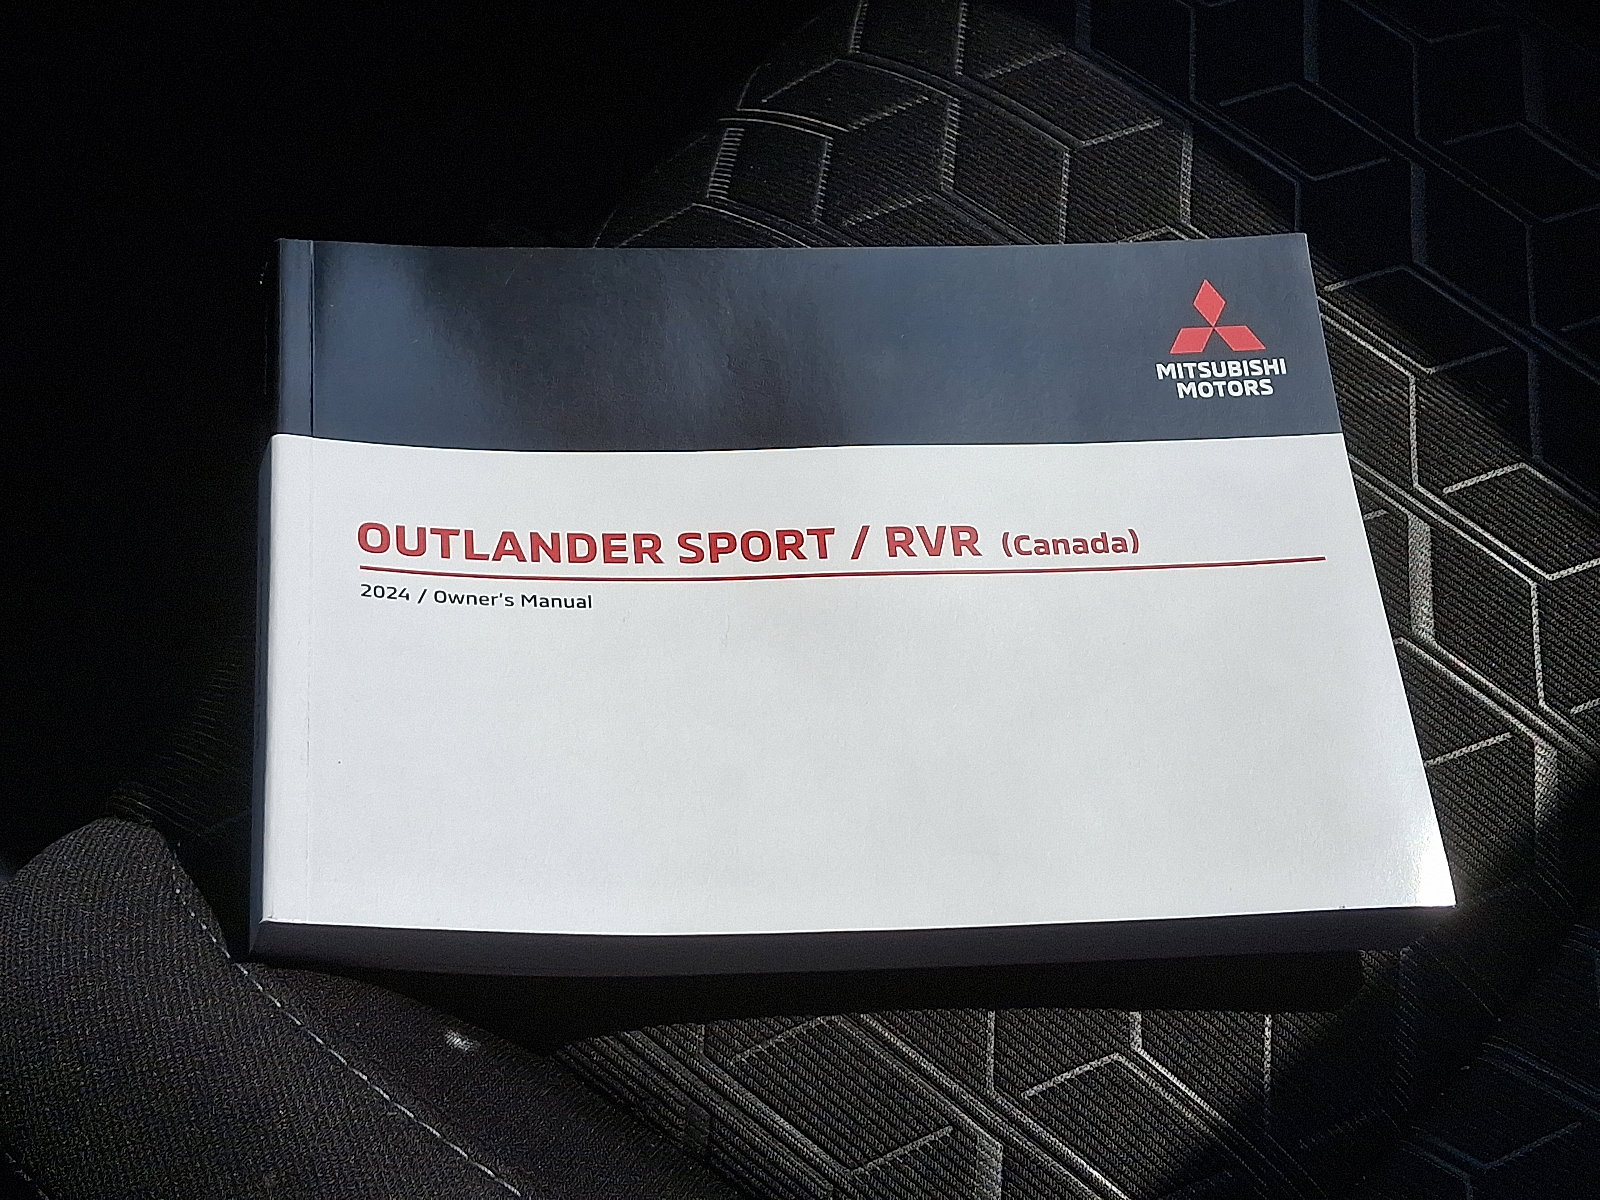 MITSUBISHI
MOTORS
OUTLANDER SPORT / RVR (Canada)
2024 / Owner's Manual